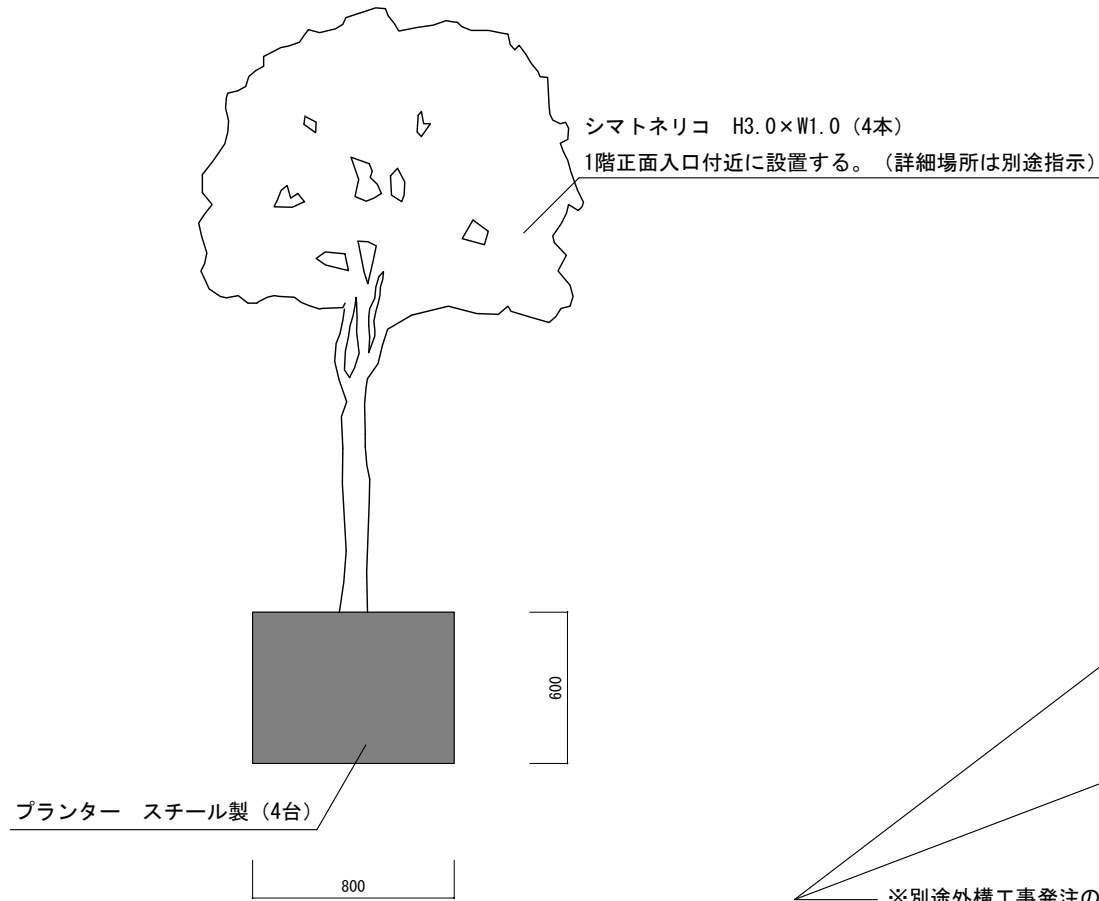 シマトネリコ　H3.0×W1.0（4本）
1階正面入口付近に設置する。（詳細場所は別途指示）
600
プランター　スチール製（4台）
800
※別途外構工事発注の